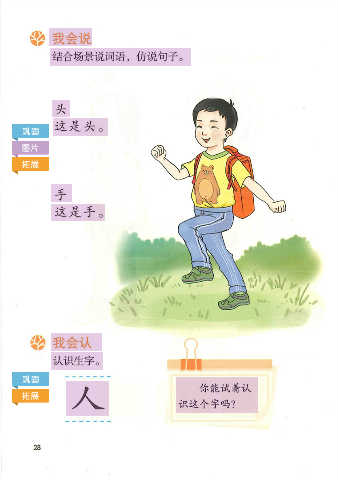 我会说
结合场景说词语，仿说句子。
头
这是头。
巩固
图片
拓展
手
这是手。
我会认
认识生字。
巩固
拓展
人
你能试着认
识这个字吗？
28